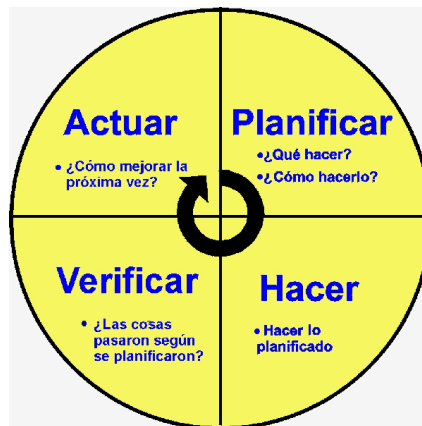 Actuar
• ¿Cómo mejorar la
próxima vez?
Planificar
•¿Qué hacer?
•¿Cómo hacerlo?
Verificar
• ¿Las cosas
pasaron según
se planificaron?
Hacer
• Hacer lo
planificado